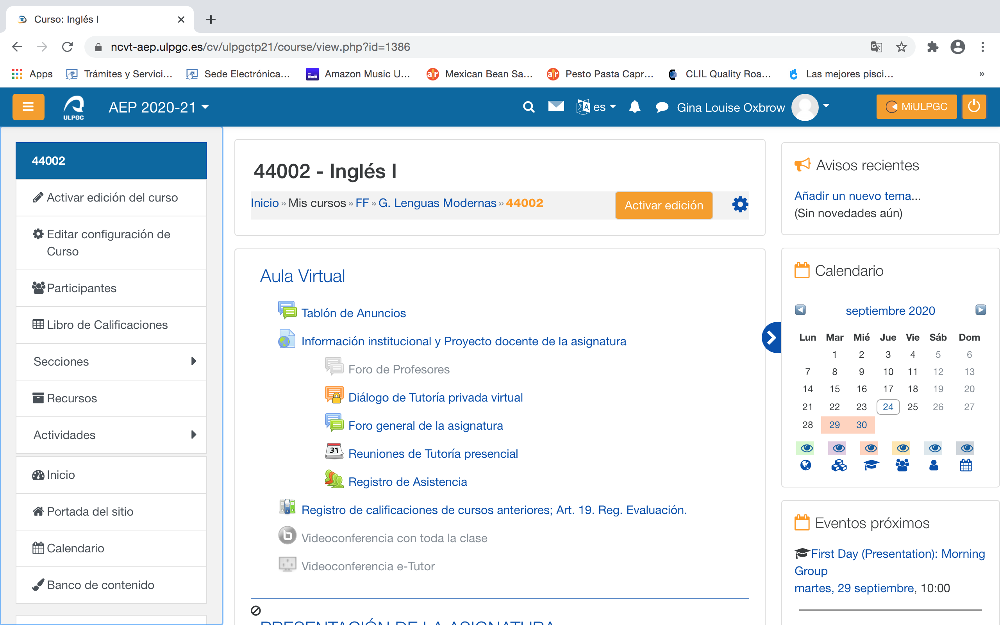 Curso: Inglés I
ncvt-aep.ulpgc.es/cv/ulpgctp21/course/view.php?id=1386
Apps
Trámites y Servici...
Sede Electrónica...
Amazon Music U...
Mexican Bean Sa...
Pesto Pasta Capr...
CLIL Quality Roa...
Las mejores pisci...
»
ULPGC
AEP 2020-21
es
Gina Louise Oxbrow
MiULPGC
44002
Activar edición del curso
Editar configuración de
Curso
Participantes
Libro de Calificaciones
Secciones
Recursos
Actividades
Inicio
Portada del sitio
Calendario
Banco de contenido
44002 - Inglés I
Inicio » Mis cursos » FF » G. Lenguas Modernas » 44002
Activar edición
Aula Virtual
Tablón de Anuncios
Información institucional y Proyecto docente de la asignatura
Foro de Profesores
Diálogo de Tutoría privada virtual
Foro general de la asignatura
31
Reuniones de Tutoría presencial
Registro de Asistencia
Registro de calificaciones de cursos anteriores; Art. 19. Reg. Evaluación.
Videoconferencia con toda la clase
Videoconferencia e-Tutor
PRESENTACIÓN DE LA ASIGNATURA
Avisos recientes
Añadir un nuevo tema...
(Sin novedades aún)
Calendario
septiembre 2020
Lun Mar Mié Jue Vie Sáb Dom
1 2 3 4 5 6
7 8 9 10 11 12 13
14 15 16 17 18 19 20
21 22 23 24 25 26 27
28 29 30
Eventos próximos
First Day (Presentation): Morning
Group
martes, 29 septiembre, 10:00